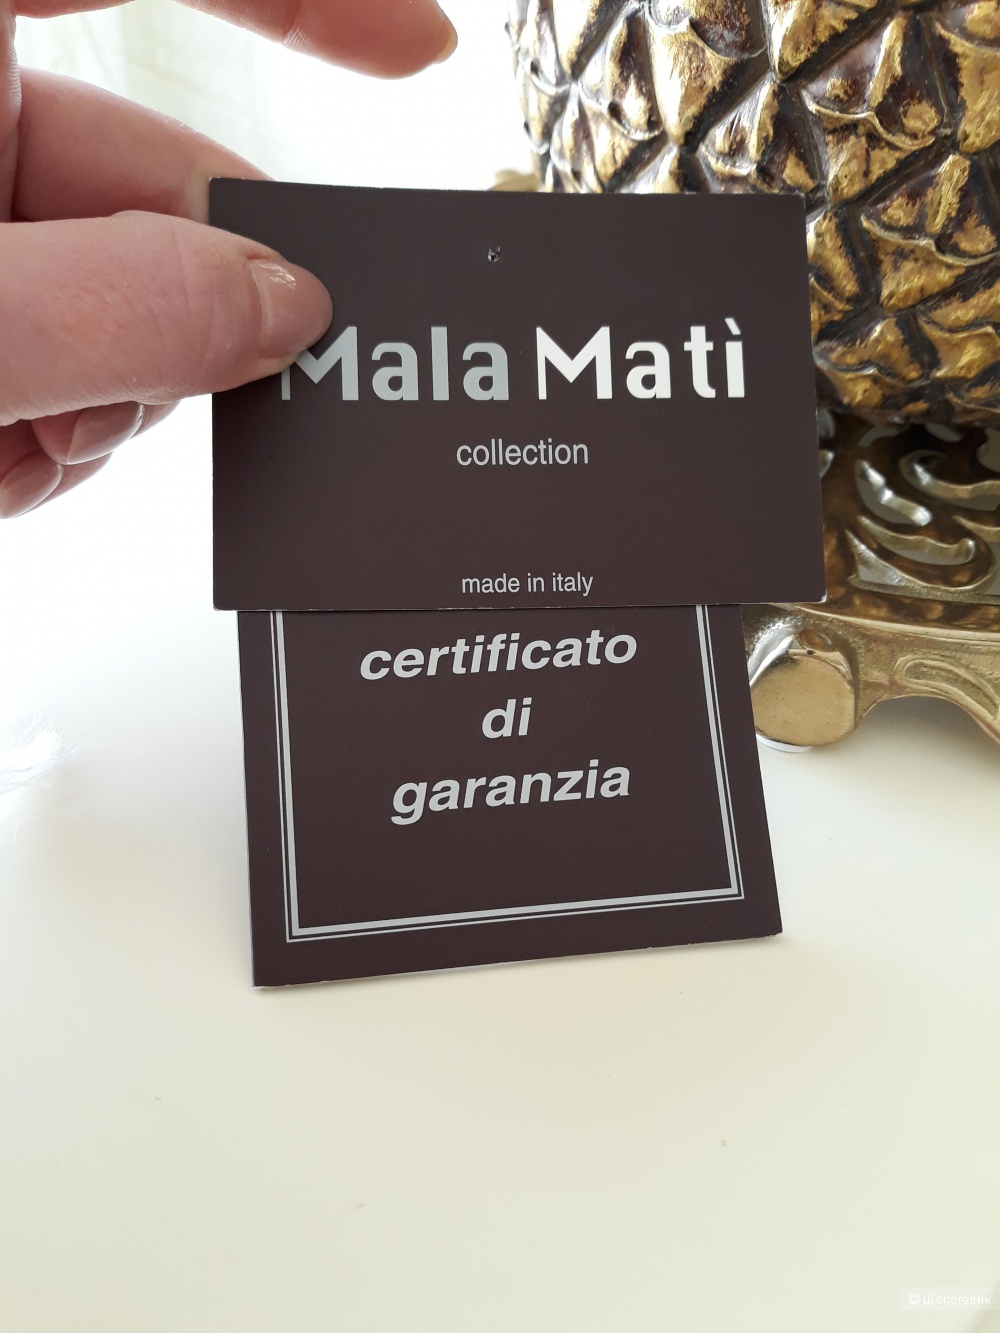 Mala Matì
collection
made in italy
certificato
di
garanzia
© Шопоголик